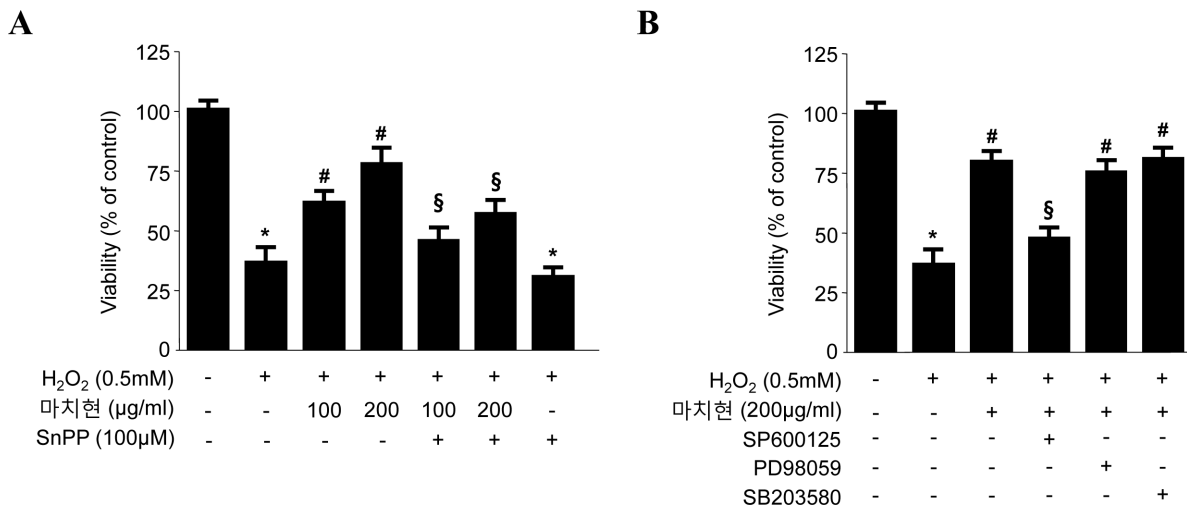 A
125
100
75
50
25
0
Viability (% of control)
*
#
#
§
§
*
H₂O₂ (0.5mM) - + + + + + +
마치현 (μg/ml) - - 100 200 100 200 -
SnPP (100μM) - - - - + + +
B
125
100
75
50
25
0
Viability (% of control)
*
#
§
#
#
H₂O₂ (0.5mM) - + + + + +
마치현 (200μg/ml) - - + + + +
SP600125 - - - + - -
PD98059 - - - - + -
SB203580 - - - - - +